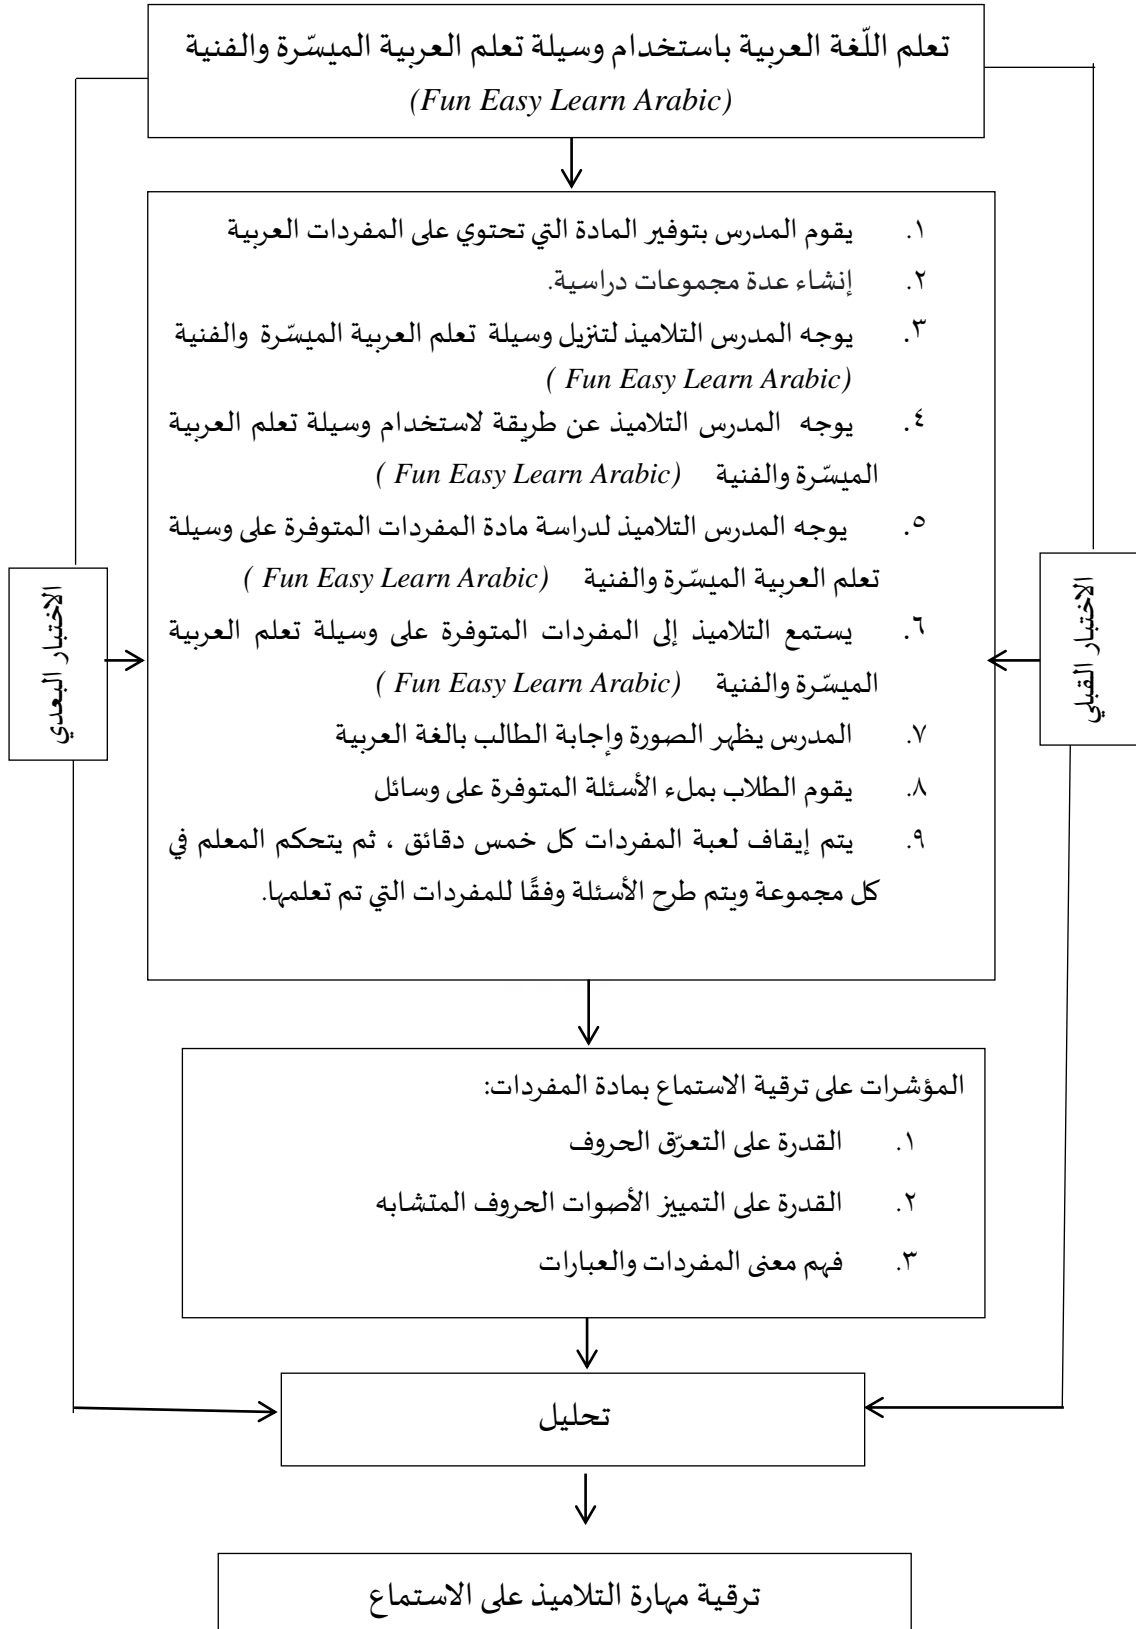 تعلم اللّغة العربية باستخدام وسيلة تعلم العربية الميسّرة والفنية
(Fun Easy Learn Arabic)
١. يقوم المدرس بتوفير المادة التي تحتوي على المفردات العربية
٢. إنشاء عدة مجموعات دراسية.
٣. يوجه المدرس التلاميذ لتنزيل وسيلة تعلم العربية الميسّرة والفنية
( Fun Easy Learn Arabic)
٤. يوجه المدرس التلاميذ عن طريقة لاستخدام وسيلة تعلم العربية
الميسّرة والفنية ( Fun Easy Learn Arabic)
٥. يوجه المدرس التلاميذ لدراسة مادة المفردات المتوفرة على وسيلة
تعلم العربية الميسّرة والفنية ( Fun Easy Learn Arabic)
٦. يستمع التلاميذ إلى المفردات المتوفرة على وسيلة تعلم العربية
الميسّرة والفنية ( Fun Easy Learn Arabic)
٧. المدرس يظهر الصورة وإجابة الطالب بالغة العربية
٨. يقوم الطلاب بملء الأسئلة المتوفرة على وسائل
٩. يتم إيقاف لعبة المفردات كل خمس دقائق ، ثم يتحكم المعلم في
كل مجموعة ويتم طرح الأسئلة وفقًا للمفردات التي تم تعلمها.
الاختبار القبلي
الاختبار البعدي
المؤشرات على ترقية الاستماع بمادة المفردات:
١. القدرة على التعرّق الحروف
٢. القدرة على التمييز الأصوات الحروف المتشابه
٣. فهم معنى المفردات والعبارات
تحليل
ترقية مهارة التلاميذ على الاستماع